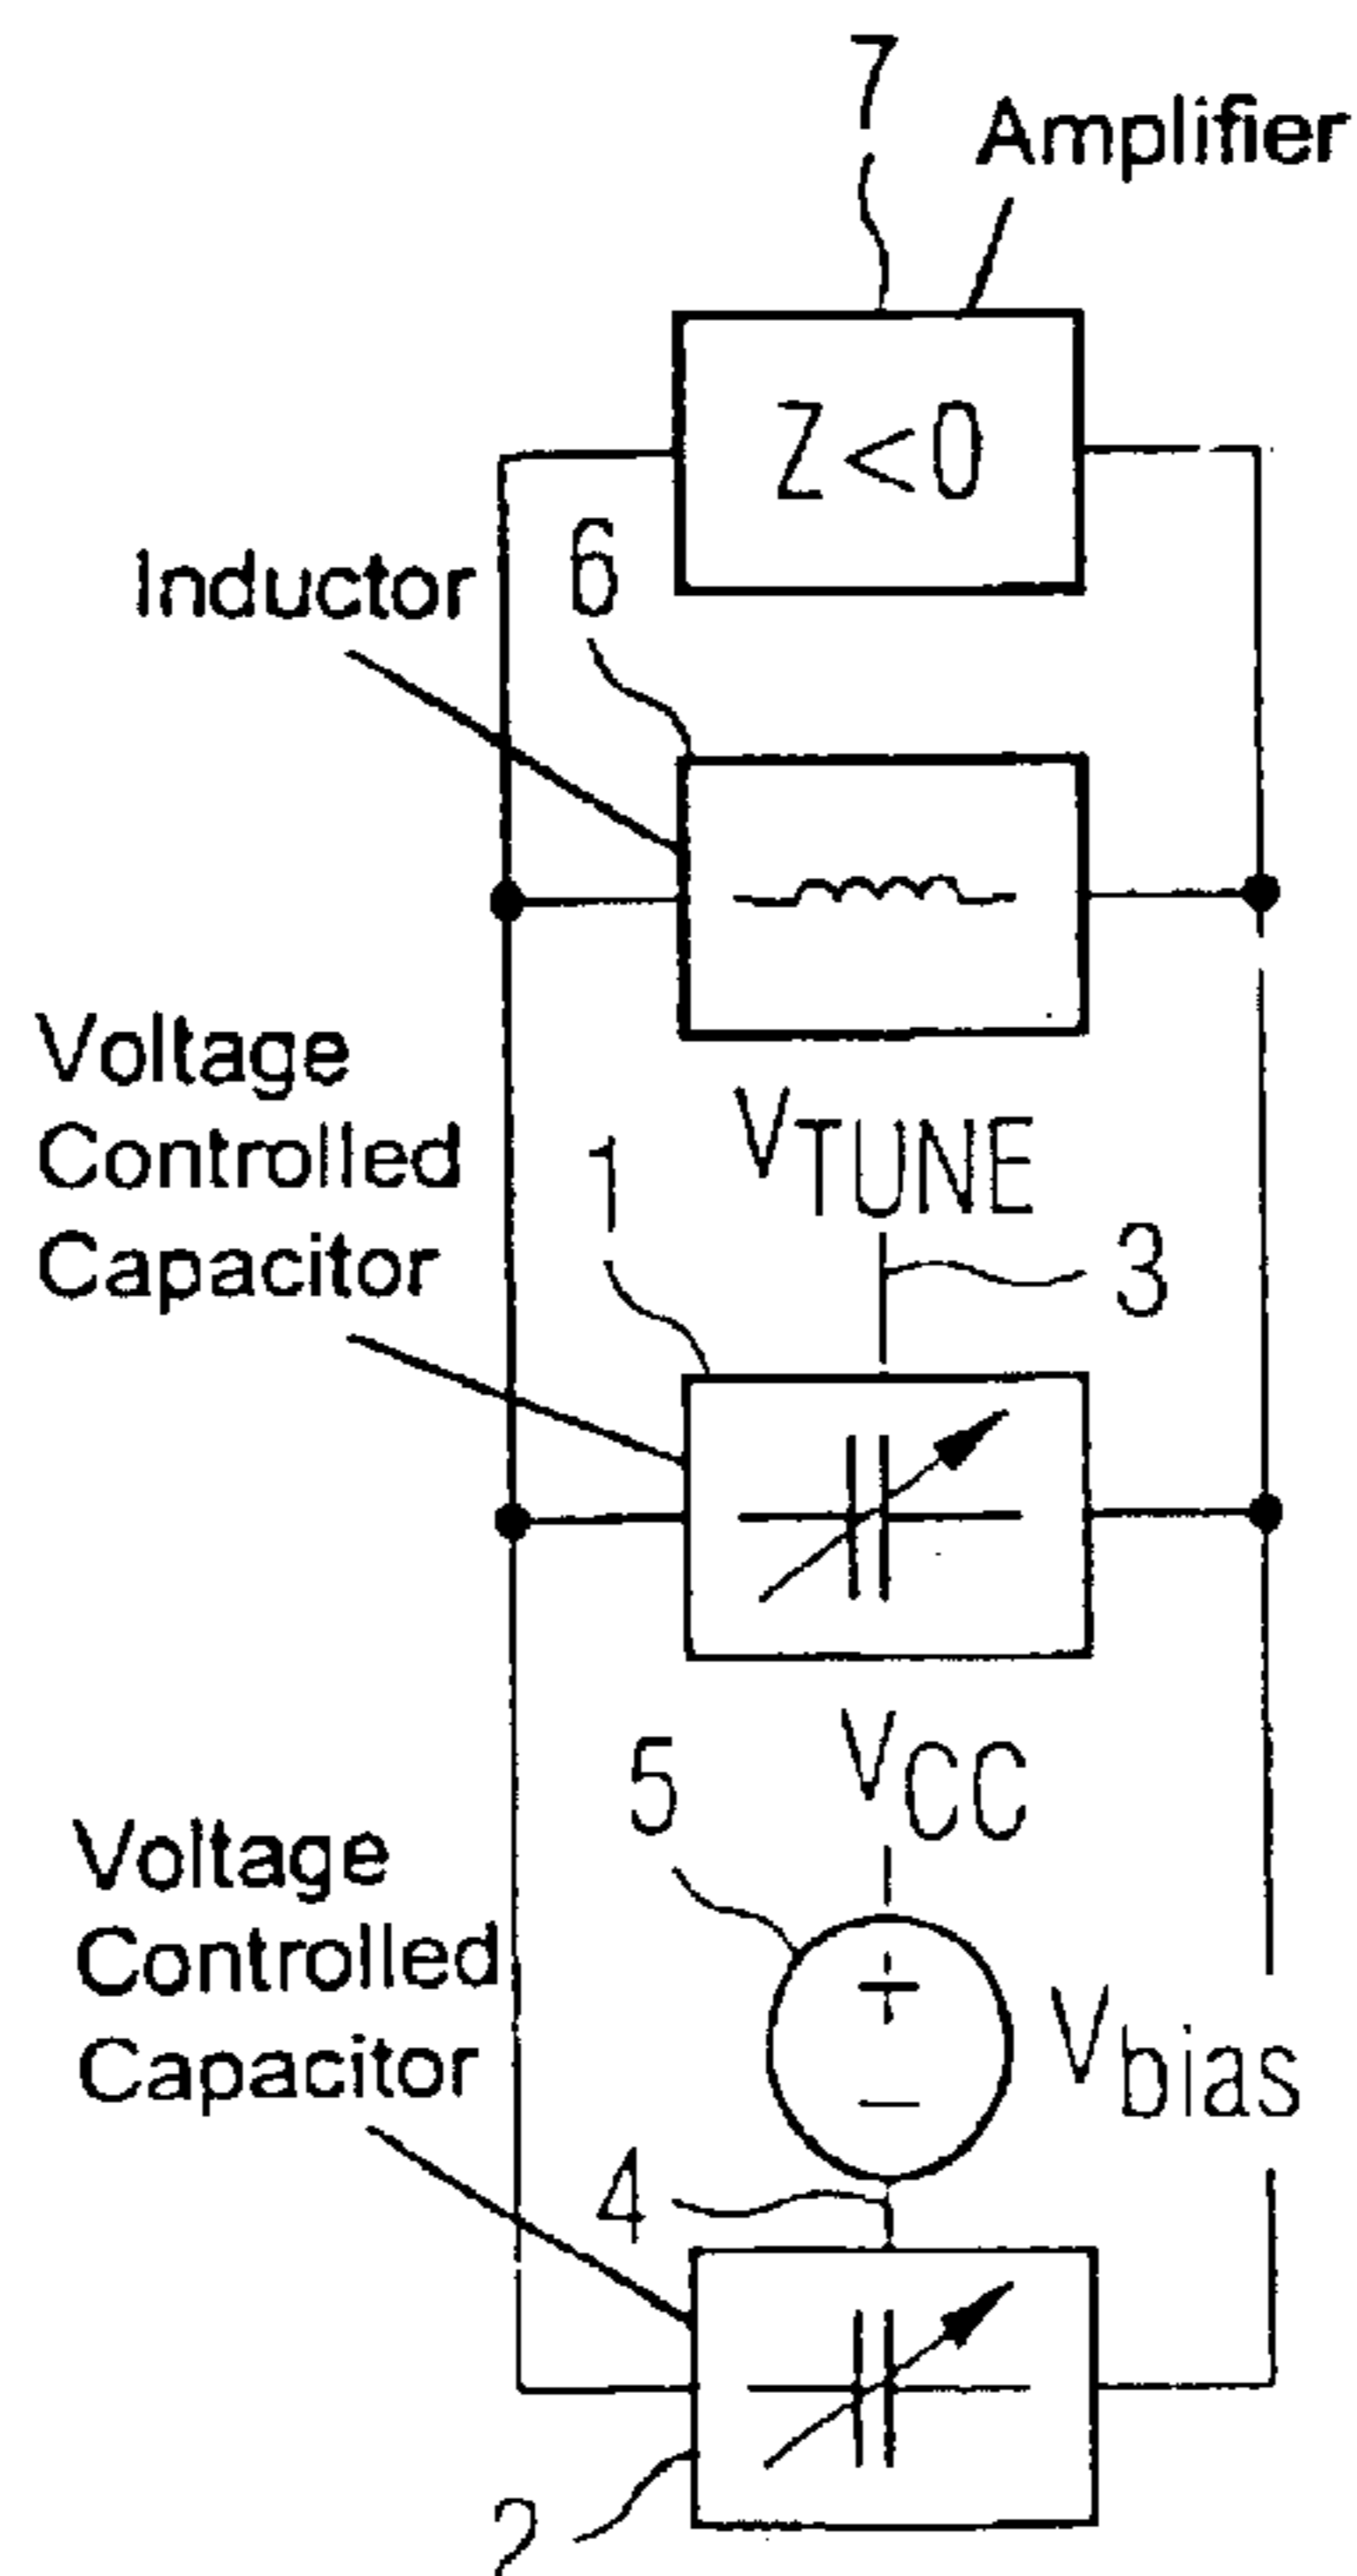 7
Amplifier
Z<0
Inductor
6
Voltage
Controlled
Capacitor
VTUNE
1
3
VCC
5
Voltage
Controlled
Capacitor
+
Vbias
−
4
2